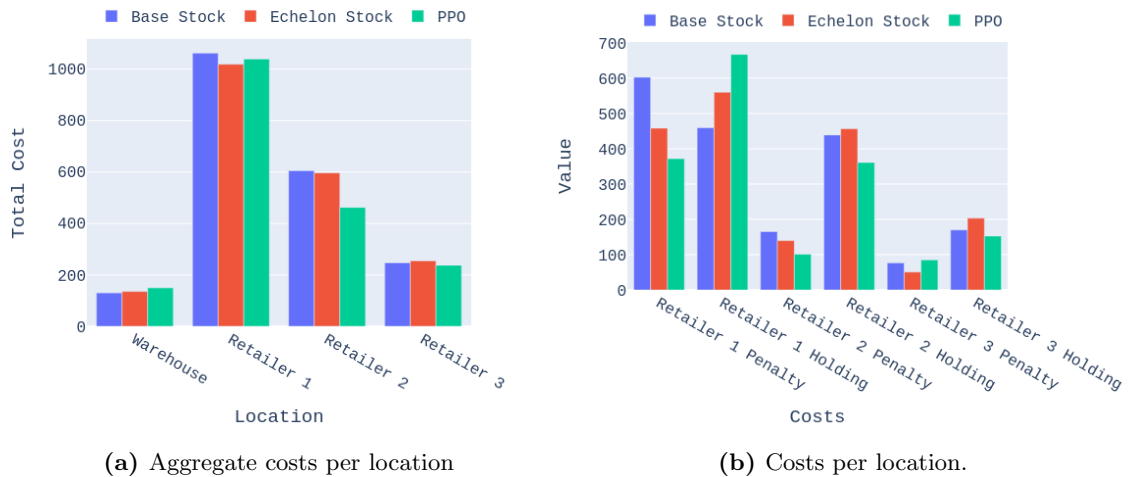 Base Stock Echelon Stock PPO
Total Cost
1000
800
600
400
200
0
Warehouse
Retailer 1
Retailer 2
Retailer 3
Location
(a) Aggregate costs per location
Base Stock Echelon Stock PPO
Value
700
600
500
400
300
200
100
0
Retailer 1 Penalty
Retailer 1 Holding
Retailer 2 Penalty
Retailer 2 Holding
Retailer 3 Penalty
Retailer 3 Holding
Costs
(b) Costs per location.